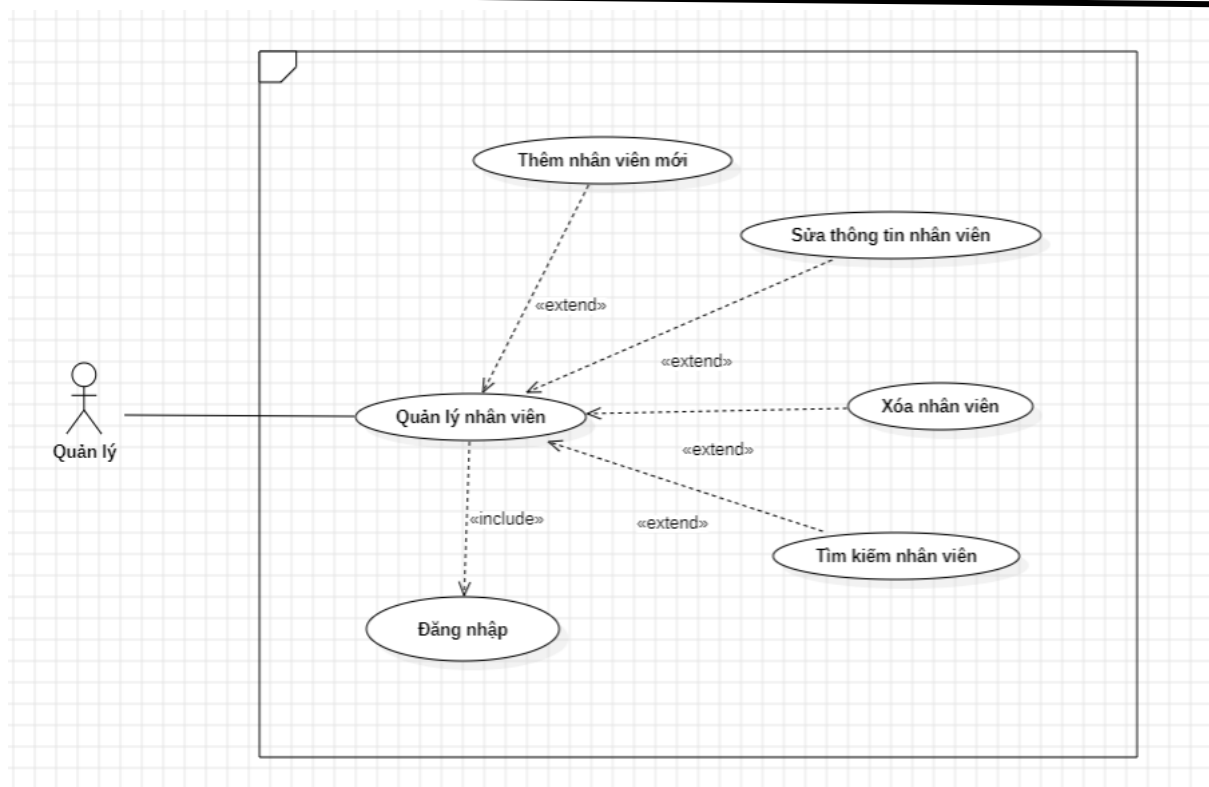 Thêm nhân viên mới
Sửa thông tin nhân viên
«extend»
«extend»
Xóa nhân viên
Quản lý nhân viên
Quản lý
«extend»
«include»
«extend»
Tìm kiếm nhân viên
Đăng nhập